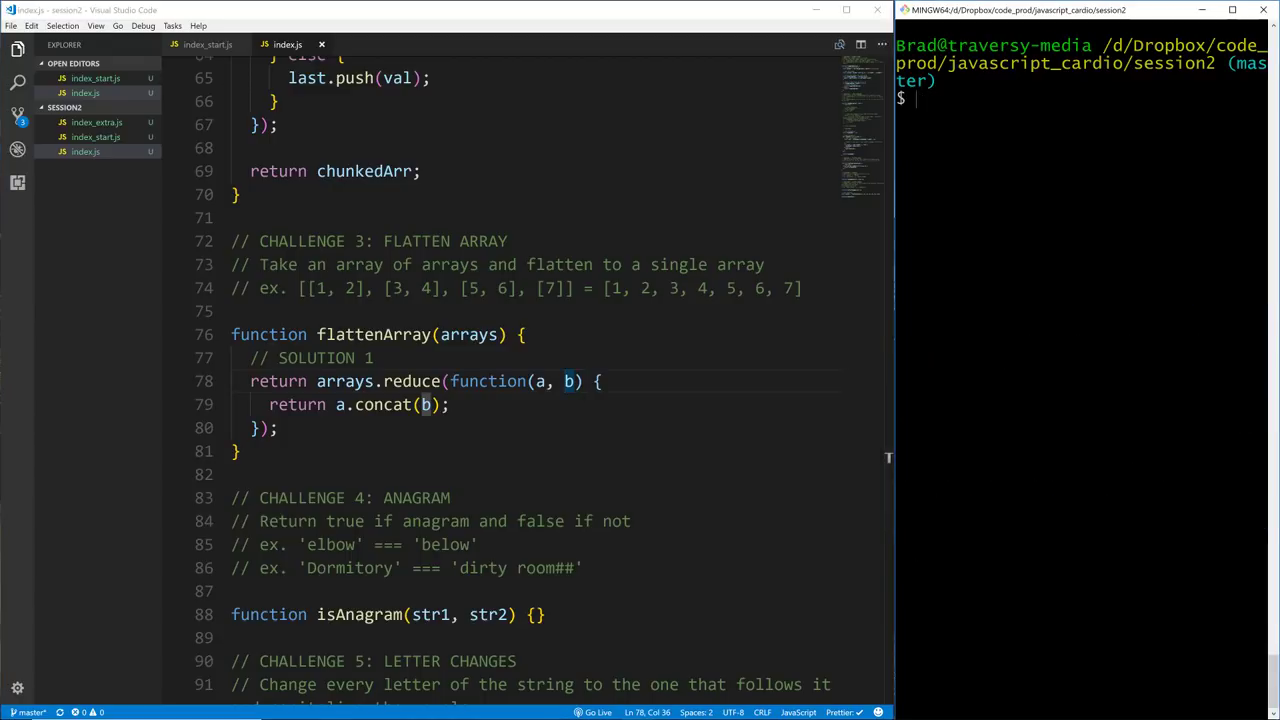 index.js - Visual Studio Code
File Edit Selection View Go Debug Tasks Help
EXPLORER
OPEN EDITORS
JS index_start.js U
JS index.js U
SESSION2
JS index_extra.js U
JS index_start.js U
JS index.js U
3
JS index_start.js JS index.js ×
} else {
65 last.push(val);
66 }
67 });
68
69 return chunkedArr;
70 }
71
72 // CHALLENGE 3: FLATTEN ARRAY
73 // Take an array of arrays and flatten to a single array
74 // ex. [[1, 2], [3, 4], [5, 6], [7]] = [1, 2, 3, 4, 5, 6, 7]
75
76 function flattenArray(arrays) {
77 // SOLUTION 1
78 return arrays.reduce(function(a, b) {
79 return a.concat(b);
80 });
81 }
82
83 // CHALLENGE 4: ANAGRAM
84 // Return true if anagram and false if not
85 // ex. 'elbow' === 'below'
86 // ex. 'Dormitory' === 'dirty room##'
87
88 function isAnagram(str1, str2) {}
89
90 // CHALLENGE 5: LETTER CHANGES
91 // Change every letter of the string to the one that follows it
master* 0 0 Go Live Ln 78, Col 36 Spaces: 2 UTF-8 CRLF JavaScript Prettier: ✓
MINGW64:/d/Dropbox/code_prod/javascript_cardio/session2
Brad@traversy-media /d/Dropbox/code_
prod/javascript_cardio/session2 (mas
ter)
$